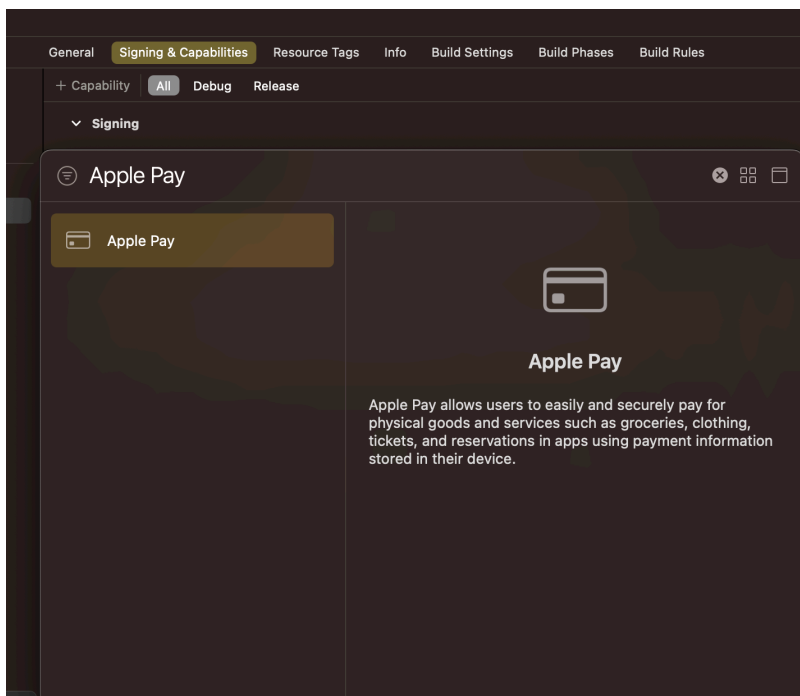 General Signing & Capabilities Resource Tags Info Build Settings Build Phases Build Rules
+ Capability All Debug Release
Signing
Apple Pay
Apple Pay
Apple Pay
Apple Pay allows users to easily and securely pay for
physical goods and services such as groceries, clothing,
tickets, and reservations in apps using payment information
stored in their device.